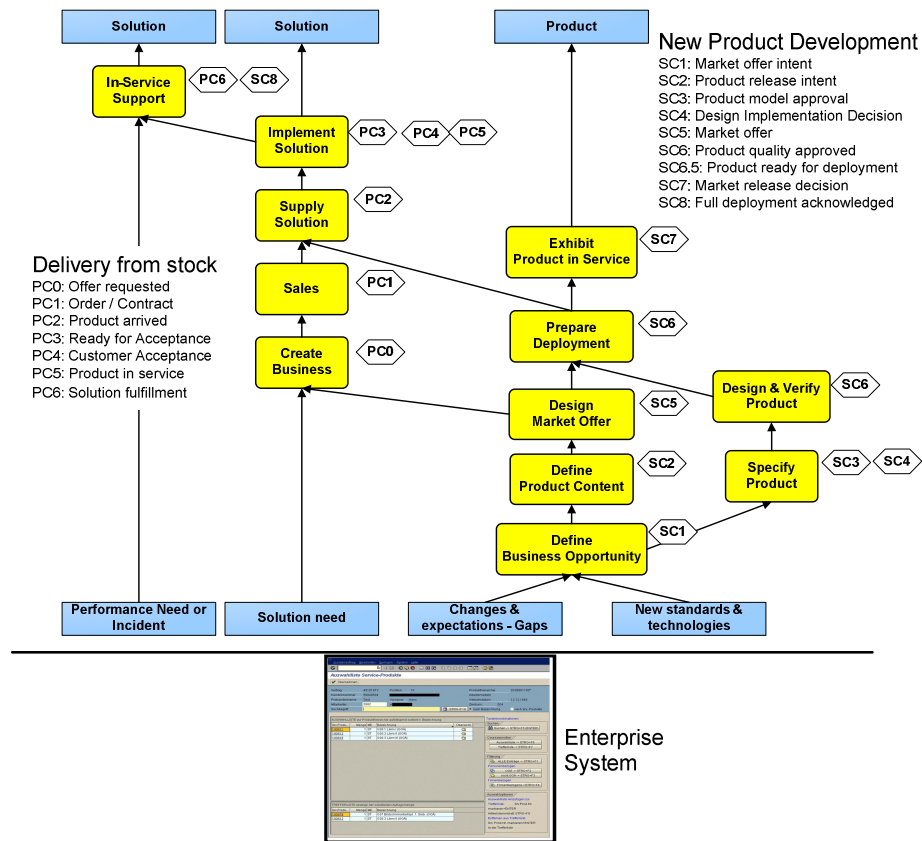 Solution
Solution
Product
New Product Development
SC1: Market offer intent
SC2: Product release intent
SC3: Product model approval
SC4: Design Implementation Decision
SC5: Market offer
SC6: Product quality approved
SC6.5: Product ready for deployment
SC7: Market release decision
SC8: Full deployment acknowledged
In-Service
Support
PC6
SC8
Implement
Solution
PC3
PC4
PC5
Supply
Solution
PC2
Exhibit
Product in Service
SC7
Delivery from stock
PC0: Offer requested
PC1: Order / Contract
PC2: Product arrived
PC3: Ready for Acceptance
PC4: Customer Acceptance
PC5: Product in service
PC6: Solution fulfillment
Sales
PC1
Prepare
Deployment
SC6
Create
Business
PC0
Design & Verify
Product
SC6
Design
Market Offer
SC5
Define
Product Content
SC2
Specify
Product
SC3
SC4
Define
Business Opportunity
SC1
Performance Need or
Incident
Solution need
Changes &
expectations - Gaps
New standards &
technologies
Auswahlliste Service-Produkte
Enterprise
System